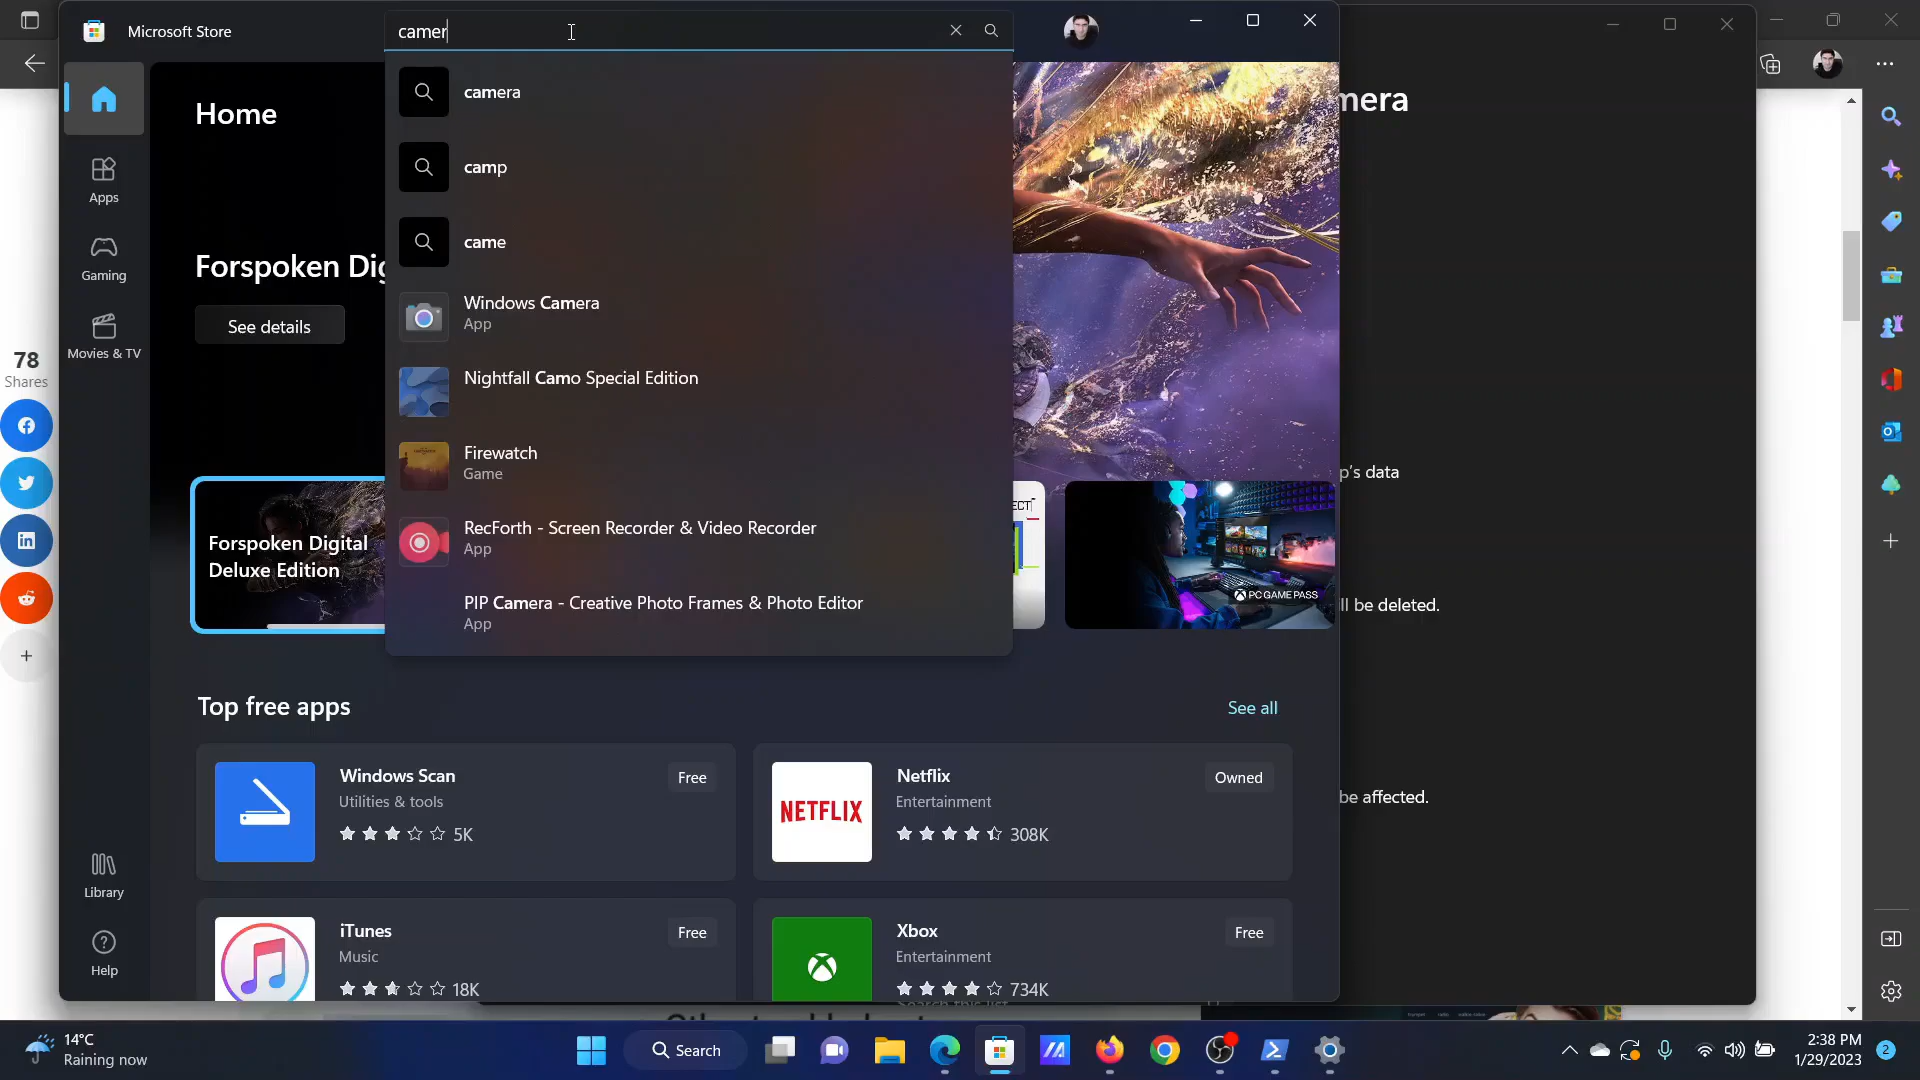 Microsoft Store
camer
camera
mera
Home
camp
Apps
came
Forspoken Dig
Gaming
Windows Camera
App
See details
Movies & TV
78
Shares
Nightfall Camo Special Edition
Firewatch
Game
p's data
RecForth - Screen Recorder & Video Recorder
App
Forspoken Digital
Deluxe Edition
ECT
PC GAME PASS
PIP Camera - Creative Photo Frames & Photo Editor
App
ll be deleted.
Top free apps
See all
Windows Scan
Free
Utilities & tools
5K
NETFLIX
Netflix
Owned
Entertainment
308K
be affected.
Library
iTunes
Free
Music
18K
Xbox
Free
Entertainment
734K
Help
Search this list
14°C
Raining now
Search
2:38 PM
1/29/2023
2